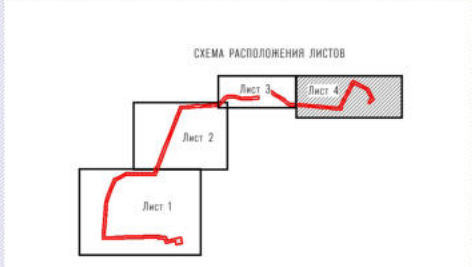 СХЕМА РАСПОЛОЖЕНИЯ ЛИСТОВ
Лист 3
Лист 4
Лист 2
Лист 1